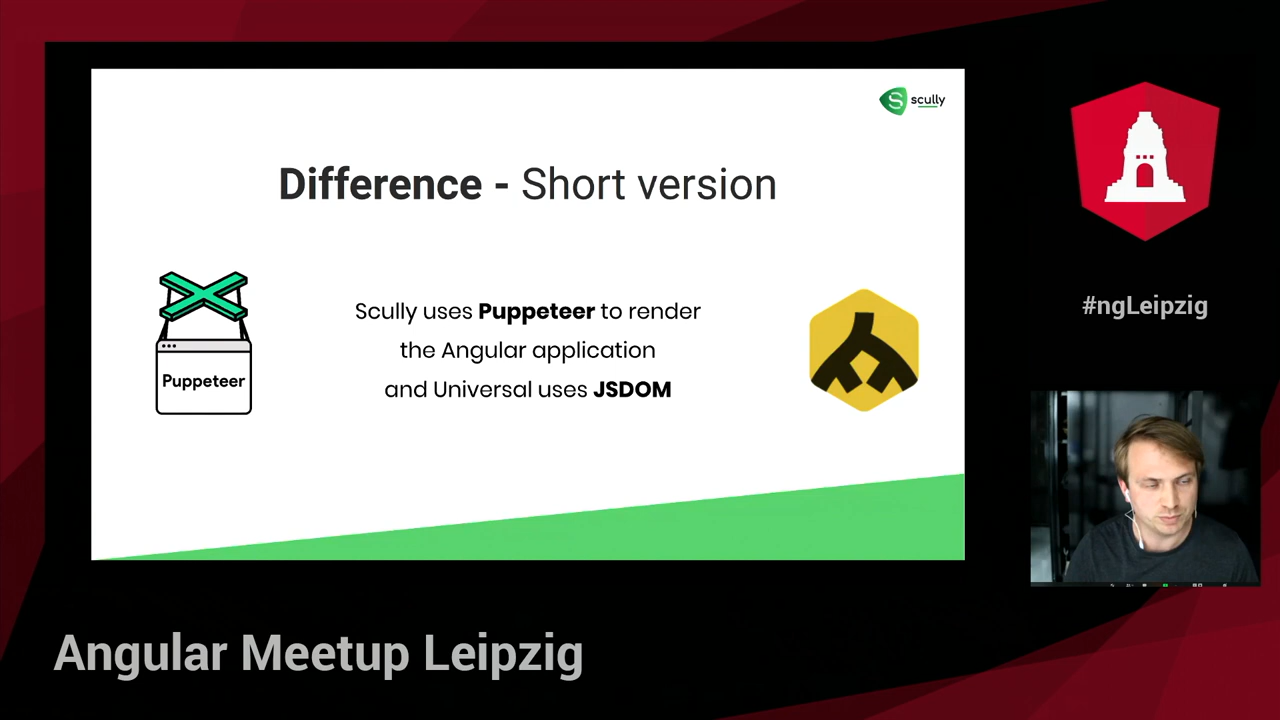 scully
Difference - Short version
Scully uses Puppeteer to render
the Angular application
and Universal uses JSDOM
Puppeteer
#ngLeipzig
Angular Meetup Leipzig